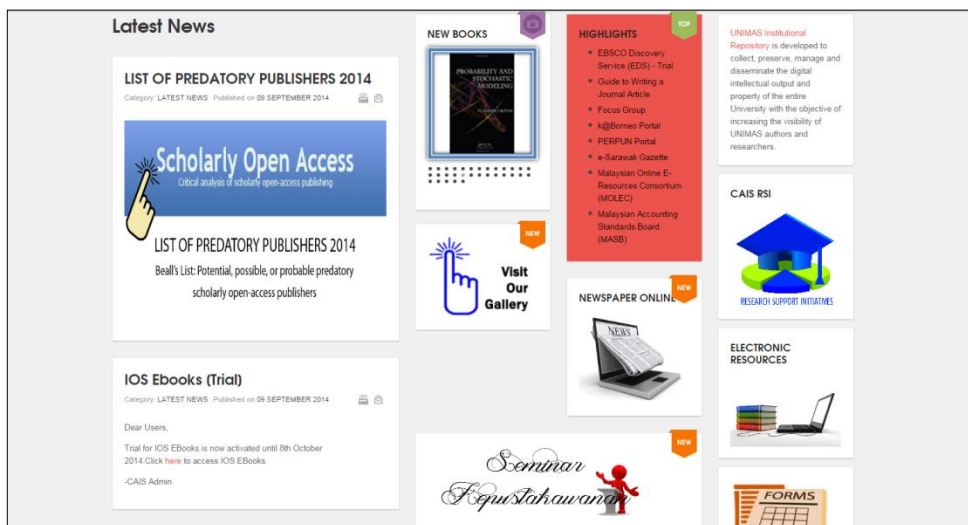 Latest News
LIST OF PREDATORY PUBLISHERS 2014
Category: LATEST NEWS Published on 09 SEPTEMBER 2014
Scholarly Open Access
Critical analysis of scholarly open-access publishing
LIST OF PREDATORY PUBLISHERS 2014
Beall's List: Potential, possible, or probable predatory
scholarly open-access publishers
IOS Ebooks (Trial)
Category: LATEST NEWS Published on 09 SEPTEMBER 2014
Dear Users,
Trial for IOS EBooks is now activated until 8th October
2014.Click here to access IOS EBooks.
-CAIS Admin
NEW BOOKS
PROBABILITY AND
STOCHASTIC
MODELING
NEW
Visit
Our
Gallery
TOP
HIGHLIGHTS
EBSCO Discovery
Service (EDS) - Trial
Guide to Writing a
Journal Article
Focus Group
k@Borneo Portal
PERPUN Portal
e-Sarawak Gazette
Malaysian Online E-
Resources Consortium
(MOLEC)
Malaysian Accounting
Standards Board
(MASB)
NEW
NEWSPAPER ONLINE
NEWS
NEW
Seminar
Kepustakawanan
UNIMAS Institutional
Repository is developed to
collect, preserve, manage and
disseminate the digital
intellectual output and
property of the entire
University with the objective of
increasing the visibility of
UNIMAS authors and
researchers.
CAIS RSI
RESEARCH SUPPORT INITIATIVES
ELECTRONIC
RESOURCES
FORMS